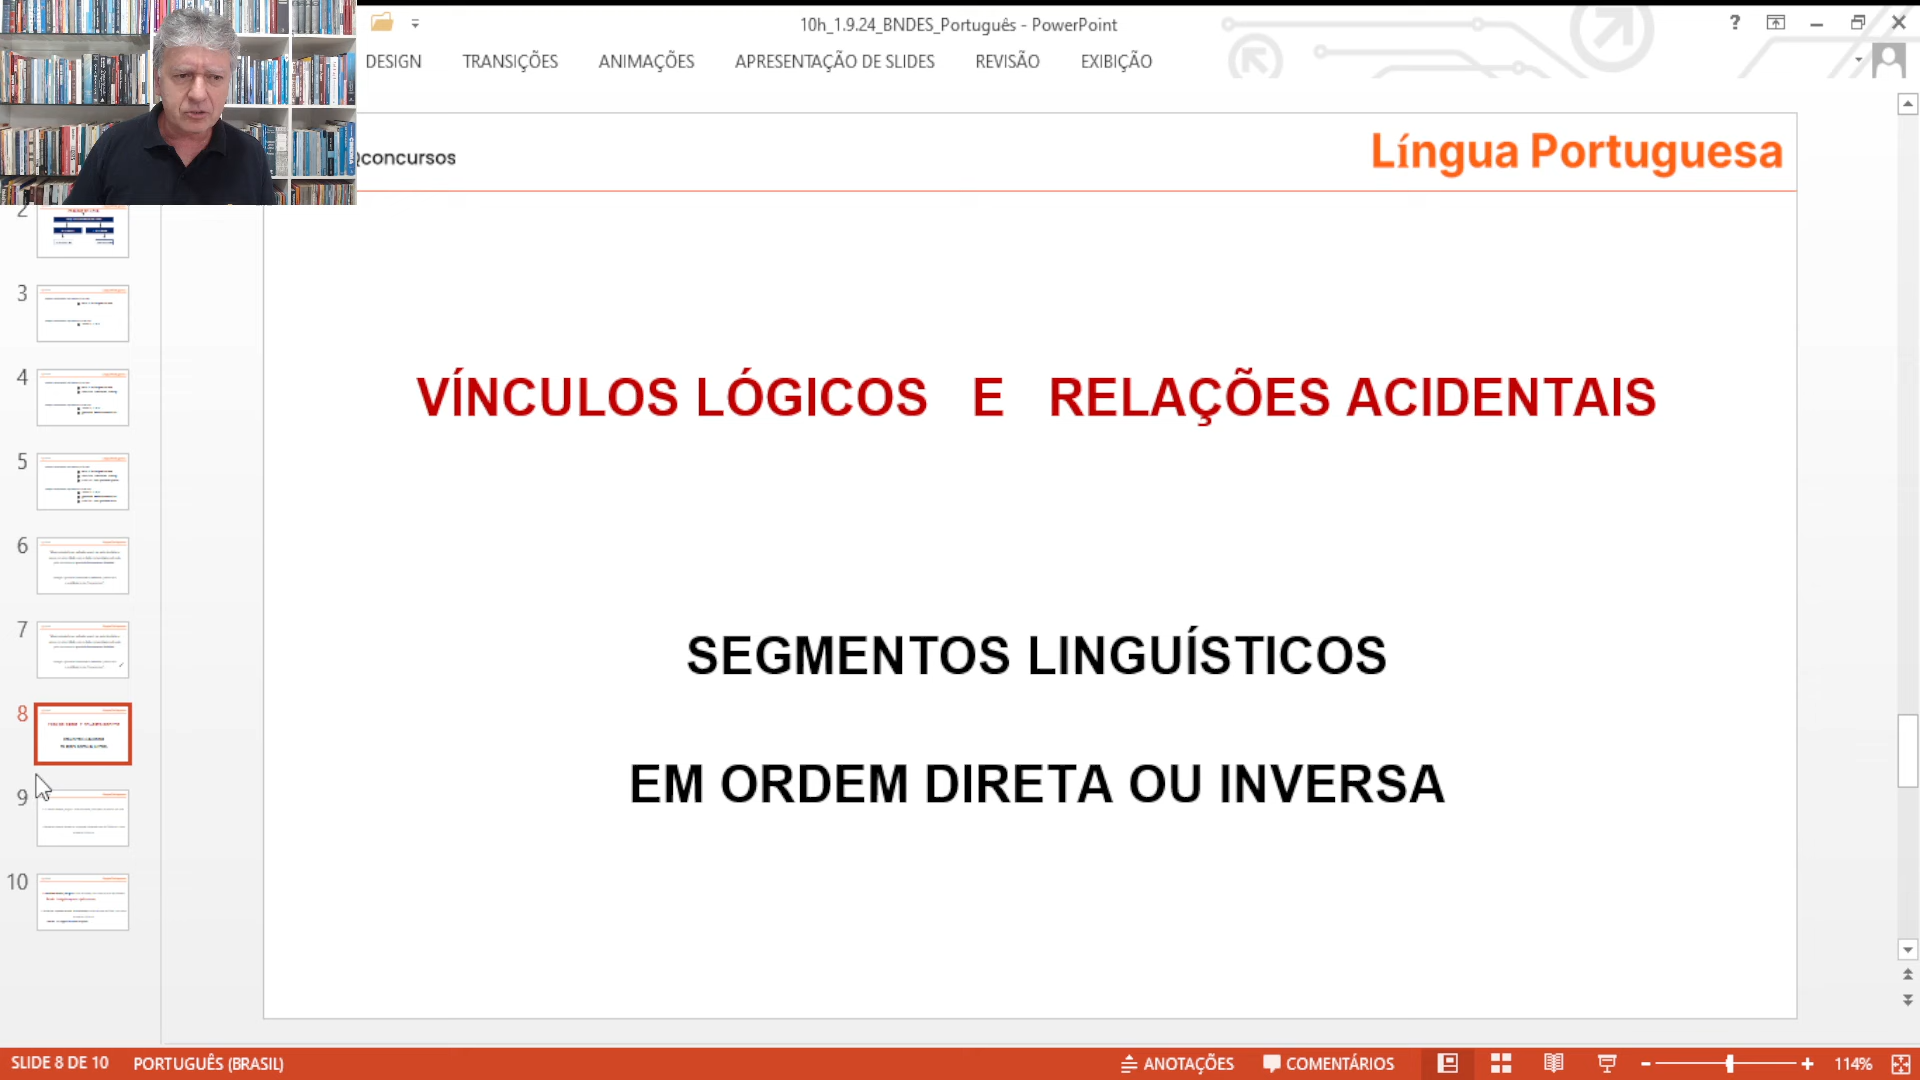 10h_1.9.24_BNDES_Português - PowerPoint
?
DESIGN TRANSIÇÕES ANIMAÇÕES APRESENTAÇÃO DE SLIDES REVISÃO EXIBIÇÃO
concursos
Língua Portuguesa
2
3
4
5
6
7
8
9
10
VÍNCULOS LÓGICOS E RELAÇÕES ACIDENTAIS
SEGMENTOS LINGUÍSTICOS
EM ORDEM DIRETA OU INVERSA
SLIDE 8 DE 10 PORTUGUÊS (BRASIL) ANOTAÇÕES COMENTÁRIOS 114%